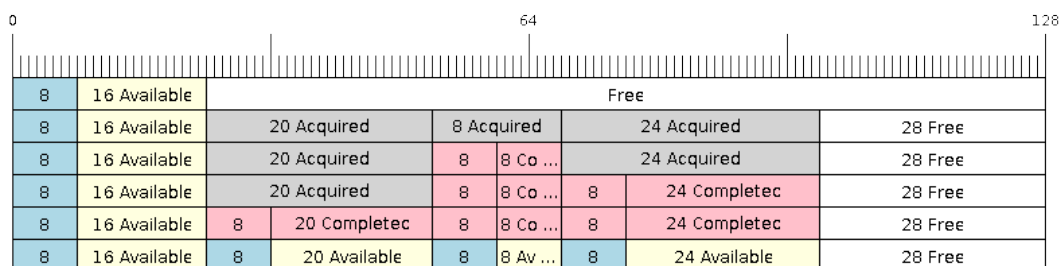 0 64 128
8 16 Available Free
8 16 Available 20 Acquired 8 Acquired 24 Acquired 28 Free
8 16 Available 20 Acquired 8 8 Co ... 24 Acquired 28 Free
8 16 Available 20 Acquired 8 8 Co ... 8 24 Completec 28 Free
8 16 Available 8 20 Completec 8 8 Co ... 8 24 Completec 28 Free
8 16 Available 8 20 Available 8 8 Av ... 8 24 Available 28 Free